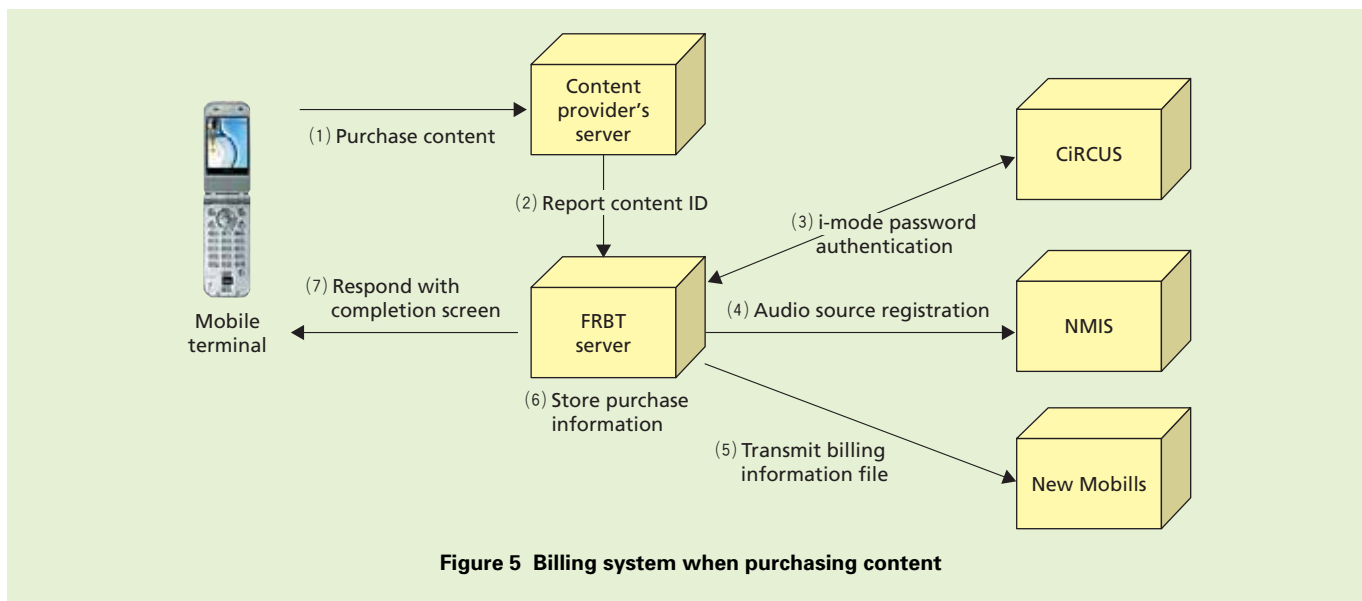 Content
provider's
server
CiRCUS
(1) Purchase content
(2) Report content ID
(3) i-mode password
authentication
(7) Respond with
completion screen
(4) Audio source registration
Mobile
terminal
FRBT
server
NMIS
(6) Store purchase
information
(5) Transmit billing
information file
New Mobills
Figure 5 Billing system when purchasing content